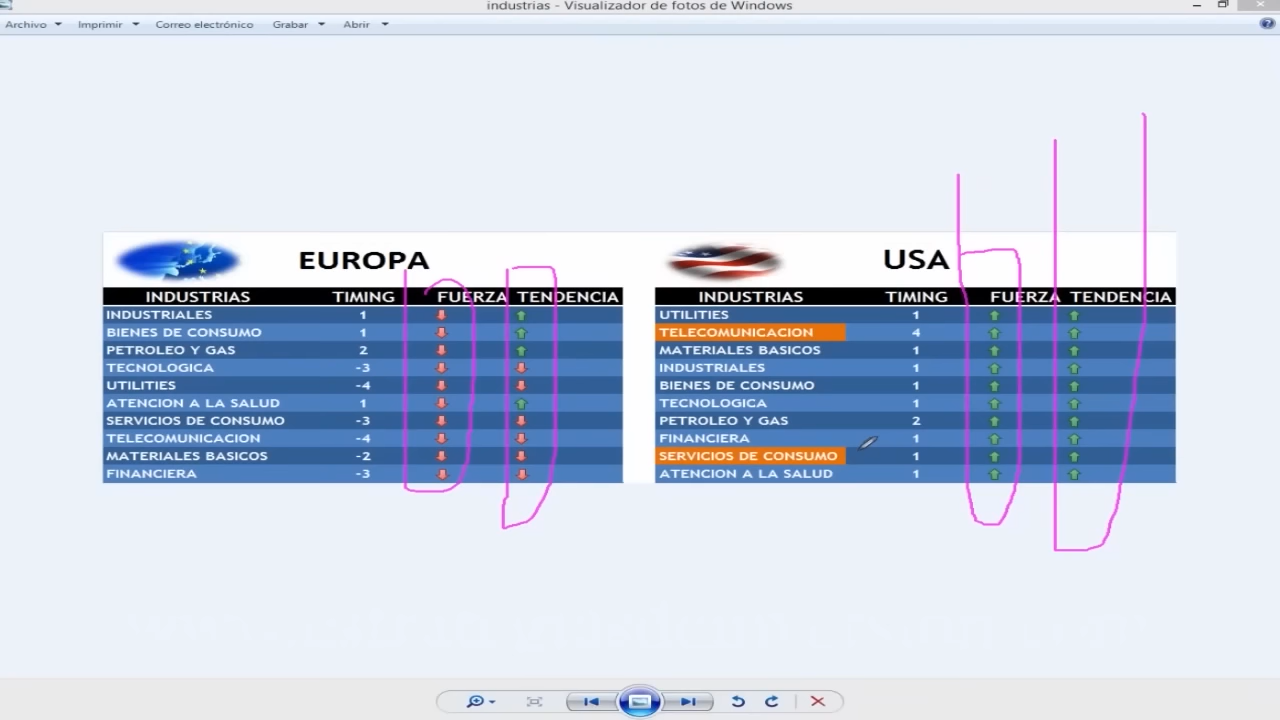 industrias - Visualizador de fotos de Windows
Archivo Imprimir Correo electrónico Grabar Abrir
EUROPA
INDUSTRIAS TIMING FUERZA TENDENCIA
INDUSTRIALES 1
BIENES DE CONSUMO 1
PETROLEO Y GAS 2
TECNOLOGICA -3
UTILITIES -4
ATENCION A LA SALUD 1
SERVICIOS DE CONSUMO -3
TELECOMUNICACION -4
MATERIALES BASICOS -2
FINANCIERA -3
USA
INDUSTRIAS TIMING FUERZA TENDENCIA
UTILITIES 1
TELECOMUNICACION 4
MATERIALES BASICOS 1
INDUSTRIALES 1
BIENES DE CONSUMO 1
TECNOLOGICA 1
PETROLEO Y GAS 2
FINANCIERA 1
SERVICIOS DE CONSUMO 1
ATENCION A LA SALUD 1